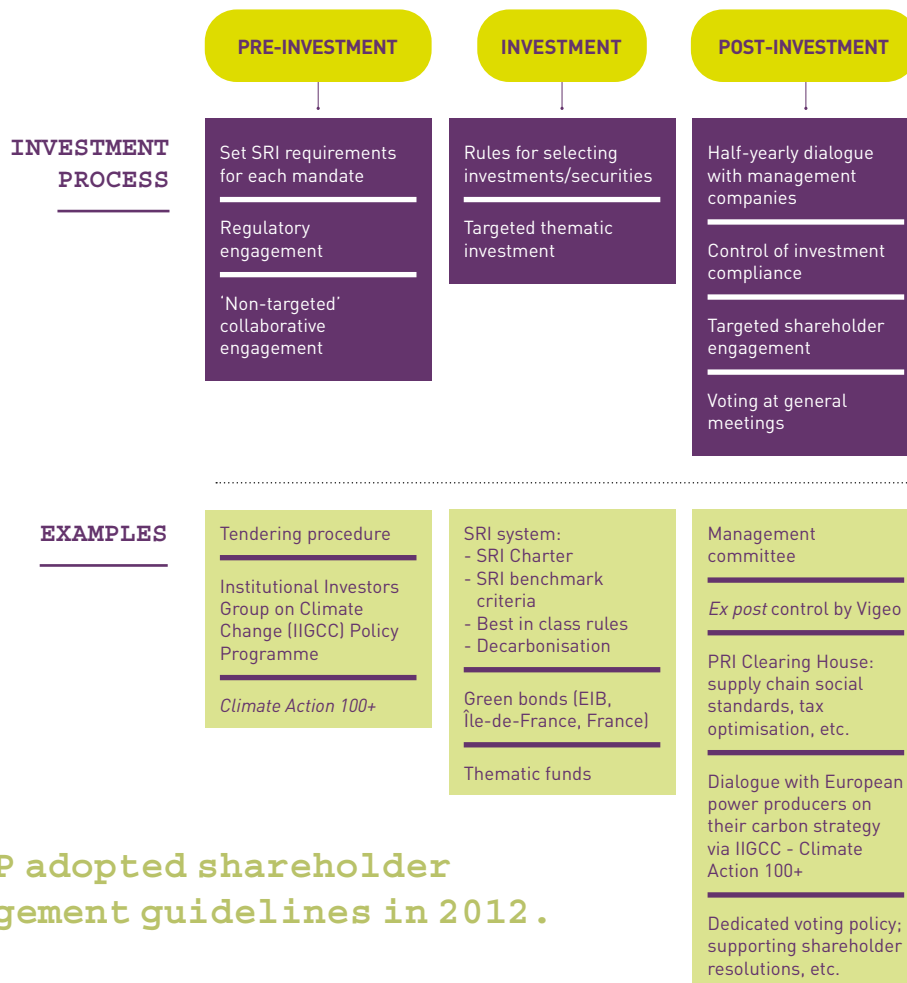 PRE-INVESTMENT
INVESTMENT
POST-INVESTMENT
INVESTMENT
PROCESS
Set SRI requirements
for each mandate
Regulatory
engagement
'Non-targeted'
collaborative
engagement
Rules for selecting
investments/securities
Targeted thematic
investment
Half-yearly dialogue
with management
companies
Control of investment
compliance
Targeted shareholder
engagement
Voting at general
meetings
EXAMPLES
Tendering procedure
Institutional Investors
Group on Climate
Change (IIGCC) Policy
Programme
Climate Action 100+
SRI system:
- SRI Charter
- SRI benchmark
criteria
- Best in class rules
- Decarbonisation
Green bonds (EIB,
Île-de-France, France)
Thematic funds
Management
committee
Ex post control by Vigeo
PRI Clearing House:
supply chain social
standards, tax
optimisation, etc.
Dialogue with European
power producers on
their carbon strategy
via IIGCC - Climate
Action 100+
Dedicated voting policy;
supporting shareholder
resolutions, etc.
P adopted shareholder
gement guidelines in 2012.